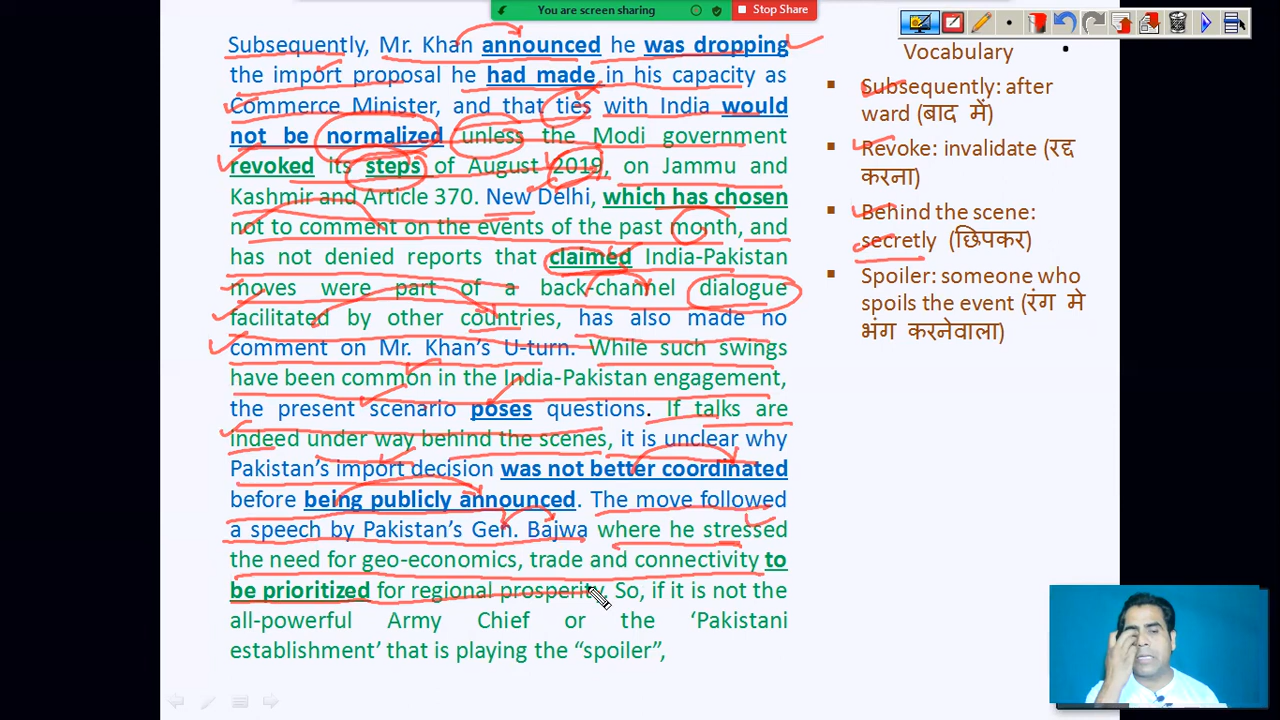 You are screen sharing
Stop Share
Subsequently, Mr. Khan announced he was dropping
the import proposal he had made in his capacity as
Commerce Minister, and that ties with India would
not be normalized unless the Modi government
revoked its steps of August 2019, on Jammu and
Kashmir and Article 370. New Delhi, which has chosen
not to comment on the events of the past month, and
has not denied reports that claimed India-Pakistan
moves were part of a back-channel dialogue
facilitated by other countries, has also made no
comment on Mr. Khan's U-turn. While such swings
have been common in the India-Pakistan engagement,
the present scenario poses questions. If talks are
indeed under way behind the scenes, it is unclear why
Pakistan's import decision was not better coordinated
before being publicly announced. The move followed
a speech by Pakistan's Gen. Bajwa where he stressed
the need for geo-economics, trade and connectivity to
be prioritized for regional prosperity. So, if it is not the
all-powerful Army Chief or the 'Pakistani
establishment' that is playing the "spoiler",
Vocabulary
▪ Subsequently: after
ward (बाद में)
▪ Revoke: invalidate (रद्द
करना)
▪ Behind the scene:
secretly (छिपकर)
▪ Spoiler: someone who
spoils the event (रंग मे
भंग करनेवाला)